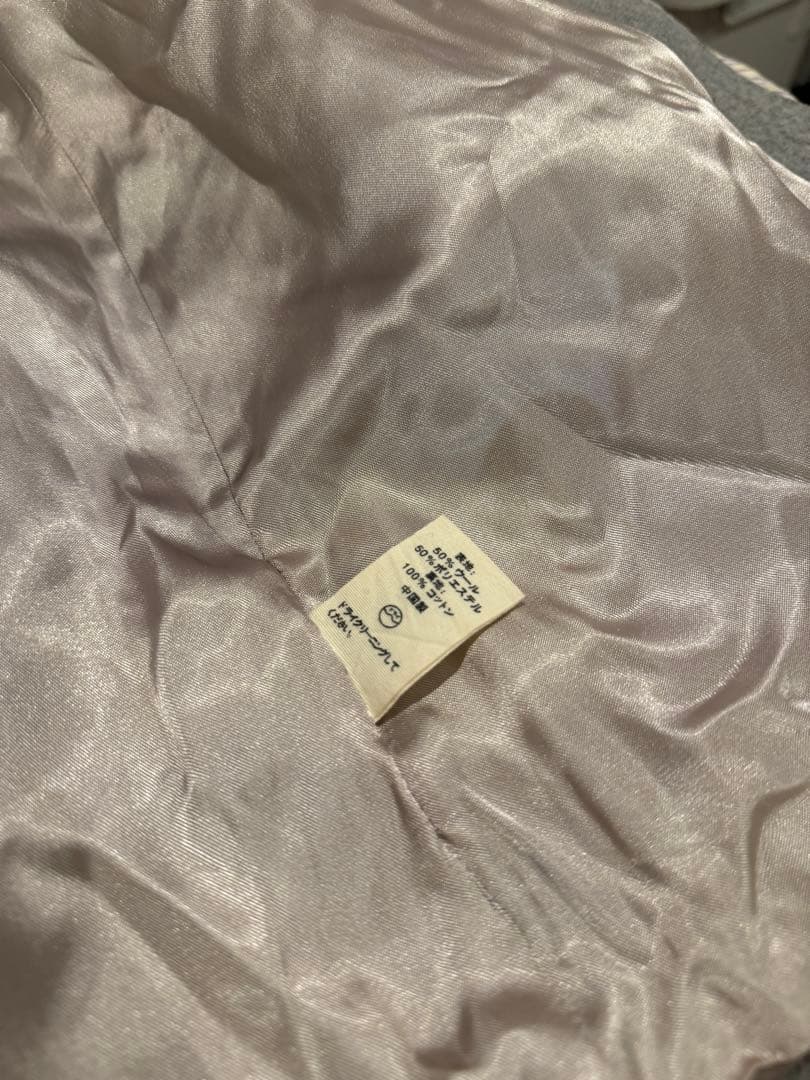 表地:
50% ウール
50%ポリエステル
裏地:
100% コットン
中国製
ドライクリーニングして
ください。